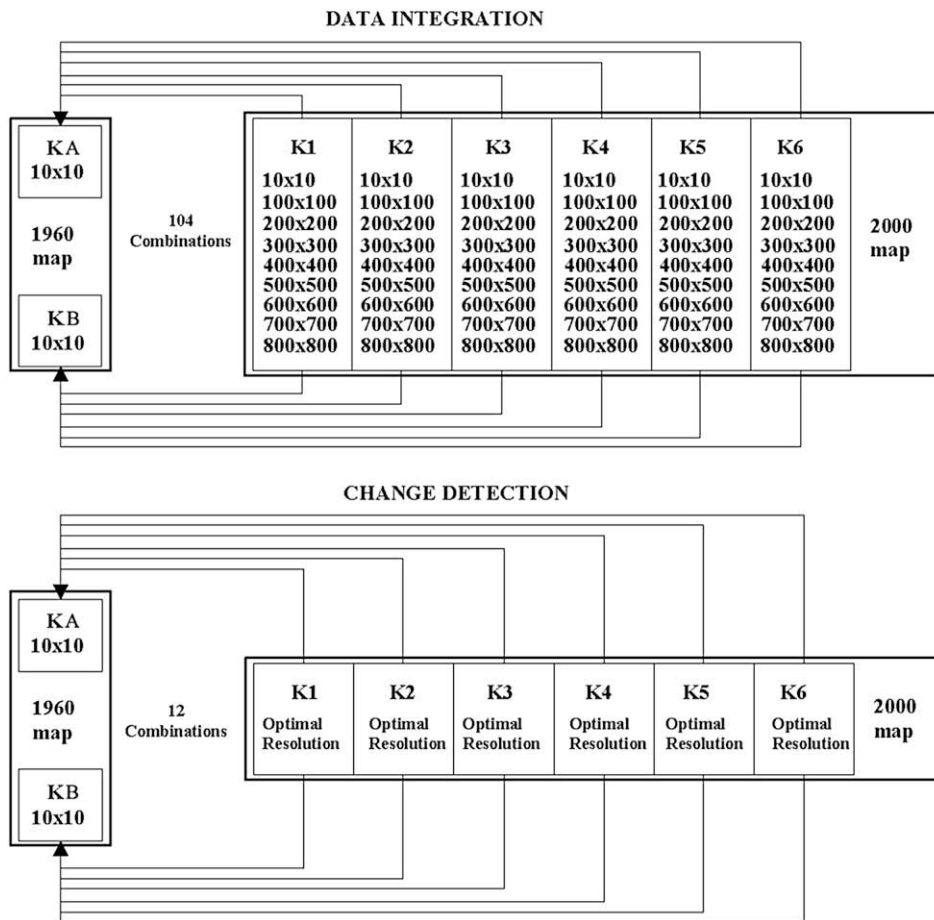 DATA INTEGRATION
KA
10x10
1960
map
KB
10x10
104
Combinations
K1 K2 K3 K4 K5 K6
10x10 10x10 10x10 10x10 10x10 10x10
100x100 100x100 100x100 100x100 100x100 100x100
200x200 200x200 200x200 200x200 200x200 200x200
300x300 300x300 300x300 300x300 300x300 300x300
400x400 400x400 400x400 400x400 400x400 400x400
500x500 500x500 500x500 500x500 500x500 500x500
600x600 600x600 600x600 600x600 600x600 600x600
700x700 700x700 700x700 700x700 700x700 700x700
800x800 800x800 800x800 800x800 800x800 800x800
2000
map
CHANGE DETECTION
KA
10x10
1960
map
KB
10x10
12
Combinations
K1 K2 K3 K4 K5 K6
Optimal Optimal Optimal Optimal Optimal Optimal
Resolution Resolution Resolution Resolution Resolution Resolution
2000
map